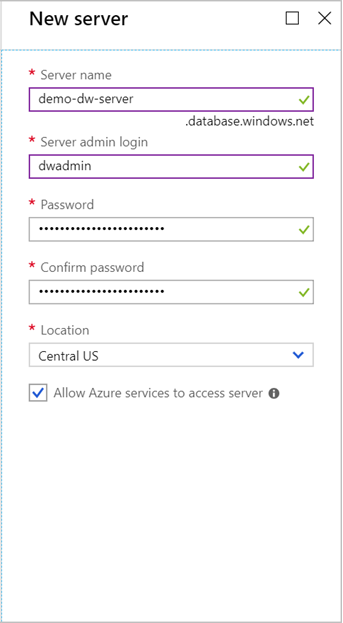 New server
* Server name
demo-dw-server
.database.windows.net
* Server admin login
dwadmin
* Password
••••••••••••••••••••••••
* Confirm password
••••••••••••••••••••••••
* Location
Central US
Allow Azure services to access server